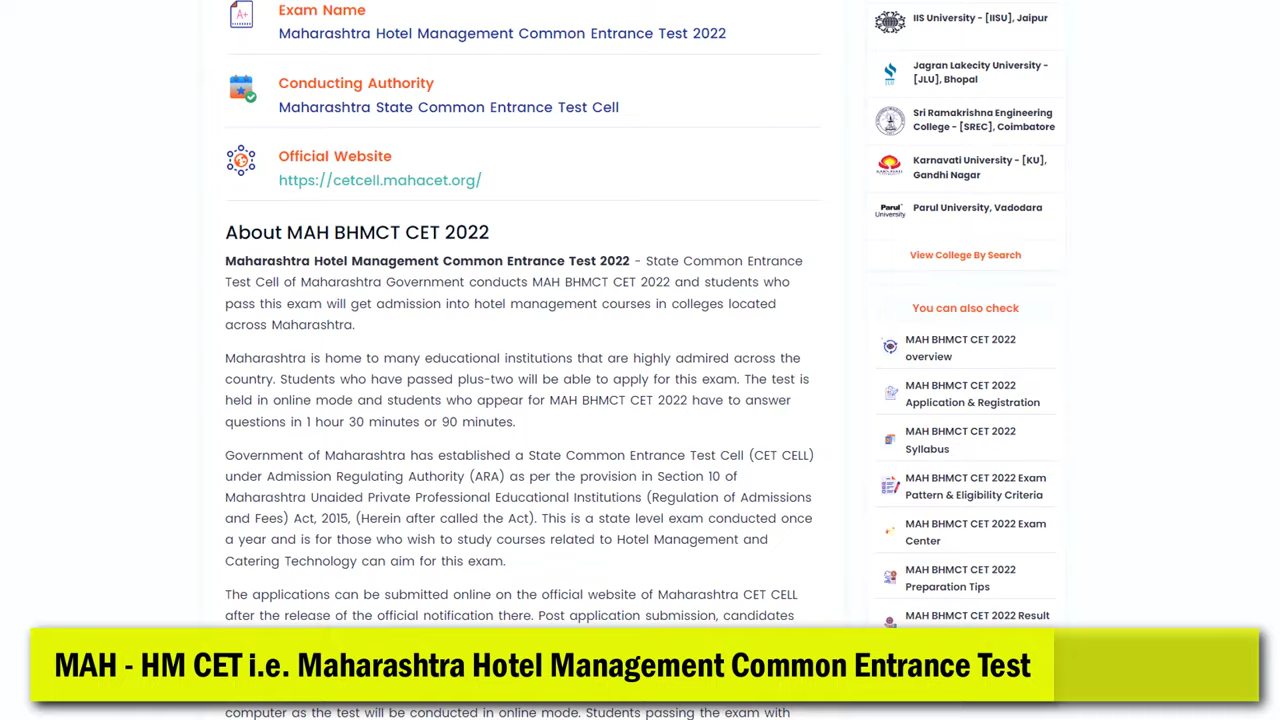 Exam Name
Maharashtra Hotel Management Common Entrance Test 2022
Conducting Authority
Maharashtra State Common Entrance Test Cell
Official Website
https://cetcell.mahacet.org/
About MAH BHMCT CET 2022
Maharashtra Hotel Management Common Entrance Test 2022 - State Common Entrance
Test Cell of Maharashtra Government conducts MAH BHMCT CET 2022 and students who
pass this exam will get admission into hotel management courses in colleges located
across Maharashtra.
Maharashtra is home to many educational institutions that are highly admired across the
country. Students who have passed plus-two will be able to apply for this exam. The test is
held in online mode and students who appear for MAH BHMCT CET 2022 have to answer
questions in 1 hour 30 minutes or 90 minutes.
Government of Maharashtra has established a State Common Entrance Test Cell (CET CELL)
under Admission Regulating Authority (ARA) as per the provision in Section 10 of
Maharashtra Unaided Private Professional Educational Institutions (Regulation of Admissions
and Fees) Act, 2015, (Herein after called the Act). This is a state level exam conducted once
a year and is for those who wish to study courses related to Hotel Management and
Catering Technology can aim for this exam.
The applications can be submitted online on the official website of Maharashtra CET CELL
after the release of the official notification there. Post application submission, candidates
computer as the test will be conducted in online mode. Students passing the exam with
IIS University - [IISU], Jaipur
Jagran Lakecity University -
[JLU], Bhopal
Sri Ramakrishna Engineering
College - [SREC], Coimbatore
Karnavati University - [KU],
Gandhi Nagar
Parul University
Parul University, Vadodara
View College By Search
You can also check
MAH BHMCT CET 2022
overview
MAH BHMCT CET 2022
Application & Registration
MAH BHMCT CET 2022
Syllabus
MAH BHMCT CET 2022 Exam
Pattern & Eligibility Criteria
MAH BHMCT CET 2022 Exam
Center
MAH BHMCT CET 2022
Preparation Tips
MAH BHMCT CET 2022 Result
MAH - HM CET i.e. Maharashtra Hotel Management Common Entrance Test